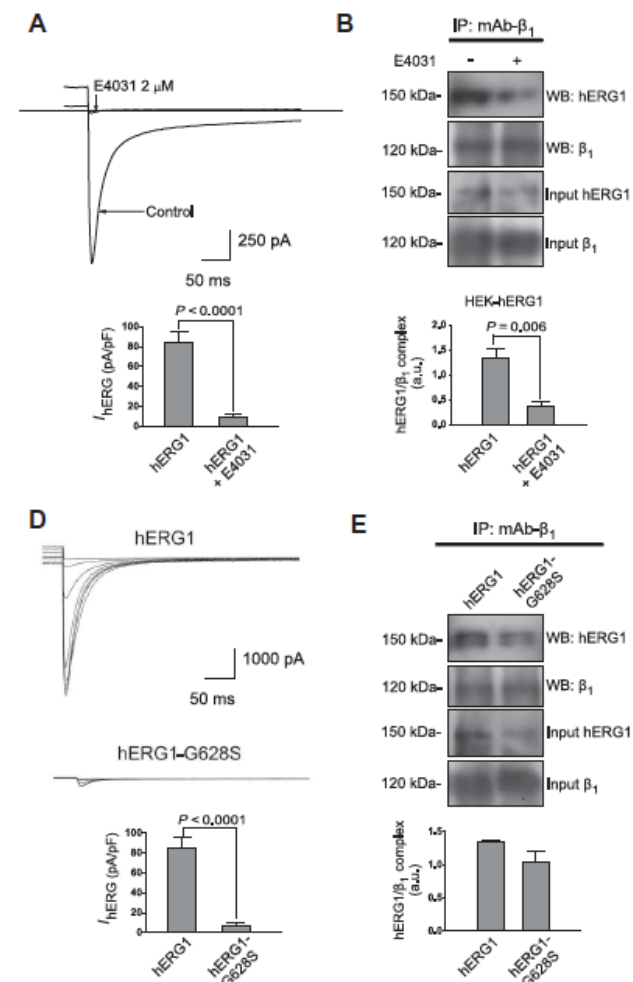 A
E4031 2 μM
Control
250 pA
50 ms
P < 0.0001
100
80
60
40
20
0
IhERG (pA/pF)
hERG1
hERG1
+ E4031
B
IP: mAb-β1
E4031 - +
150 kDa- WB: hERG1
120 kDa- WB: β1
150 kDa- Input hERG1
120 kDa- Input β1
HEK-hERG1
P = 0.006
2.0
1.5
1.0
0.5
0.0
hERG1/β1 complex
(a.u.)
hERG1
hERG1
+ E4031
D
hERG1
1000 pA
50 ms
hERG1-G628S
P < 0.0001
100
80
60
40
20
0
IhERG (pA/pF)
hERG1
hERG1-
G628S
E
IP: mAb-β1
hERG1
hERG1-
G628S
150 kDa- WB: hERG1
120 kDa- WB: β1
150 kDa- Input hERG1
120 kDa- Input β1
1.5
1.0
0.5
0.0
hERG1/β1 complex
(a.u.)
hERG1
hERG1-
G628S